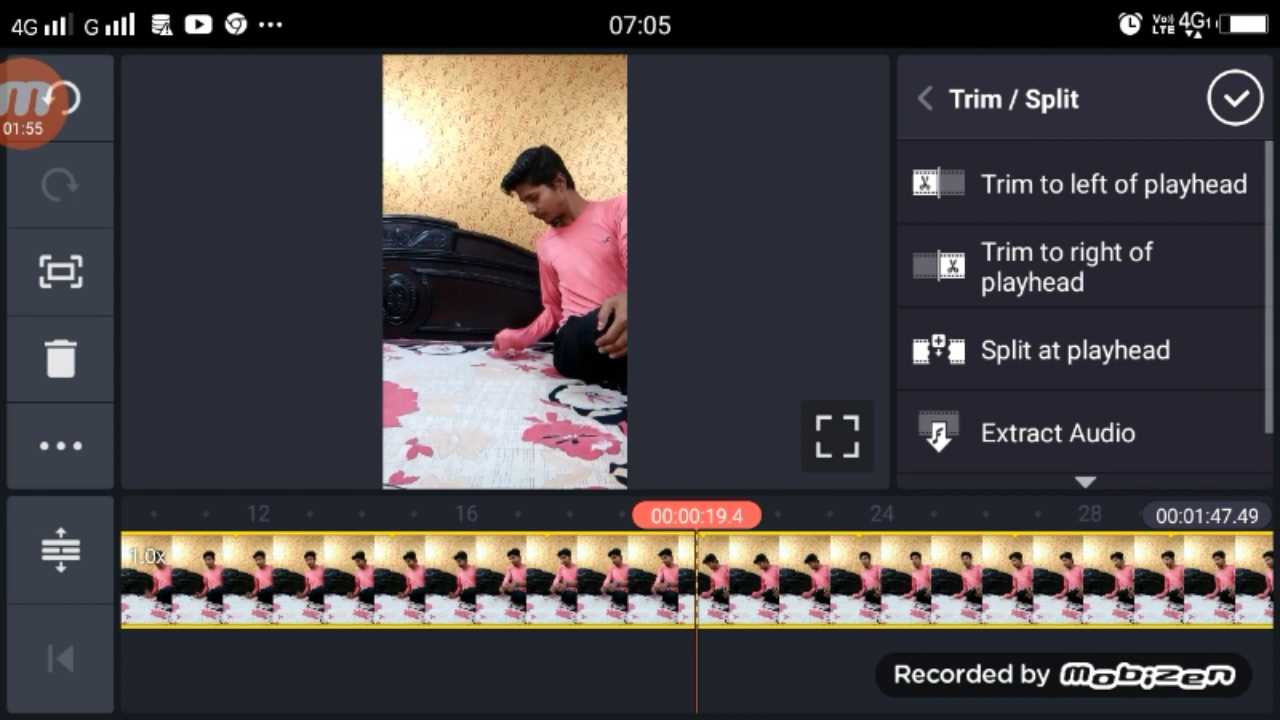 4G G 07:05 Vo)) LTE 4G
m
01:55
Trim / Split
Trim to left of playhead
Trim to right of
playhead
Split at playhead
Extract Audio
12 16 00:00:19.4 24 28 00:01:47.49
1.0x
Recorded by mobizen